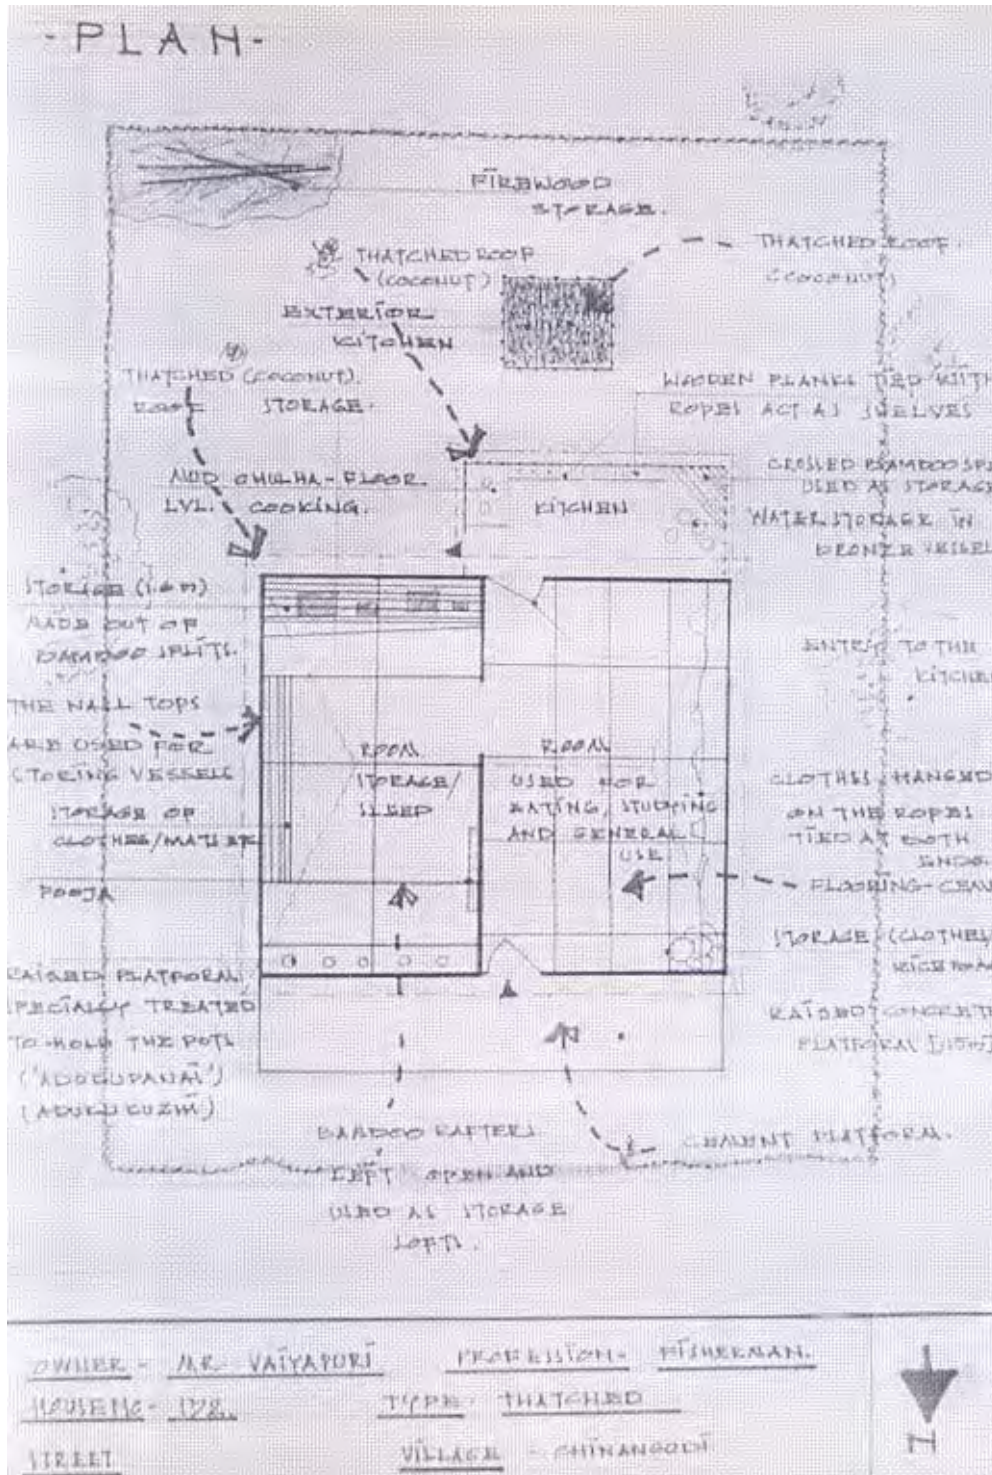 -PLAN-
FIREWOOD
STORAGE.
THATCHED ROOF
(COCONUT)
THATCHED ROOF.
(COCONUT)
EXTERIOR
KITCHEN
THATCHED (COCONUT).
ROOF STORAGE.
WOODEN PLANKS TIED WITH
ROPES ACT AS SHELVES
MUD CHULHA-FLOOR
LVL. COOKING.
KITCHEN
CROSSED BAMBOO
USED AS STORAGE
WATER STORAGE IN
BRONZE VESSEL
STORAGE (1.6 m)
MADE OUT OF
BAMBOO SPLITS.
ENTRY TO THE
THE WALL TOPS
ARE USED FOR
STORING VESSELS
ROOM
STORAGE/
SLEEP
ROOM
USED FOR
EATING, STUDYING
AND GENERAL
USE
STORAGE OF
CLOTHES/
POOJA
CLOTHES HANGED
ON THE ROPES
TIED AT BOTH
ENDS.
FLOORING-
STORAGE (CLOTHES
RAISED PLATFORM
SPECIALLY TREATED
TO HOLD THE POTS
('ADUCUPANAI')
(ADUKU KUZHI)
RAISED CONCRETE
PLATFORM
BAMBOO RAFTERS
LEFT OPEN AND
USED AS STORAGE
LOFTS.
CEMENT PLATFORM.
OWNER - MR. VAIYAPURI PROFESSION- FISHERMAN.
HOUSE NO- TYPE- THATCHED
STREET VILLAGE - CHINANGODI
N